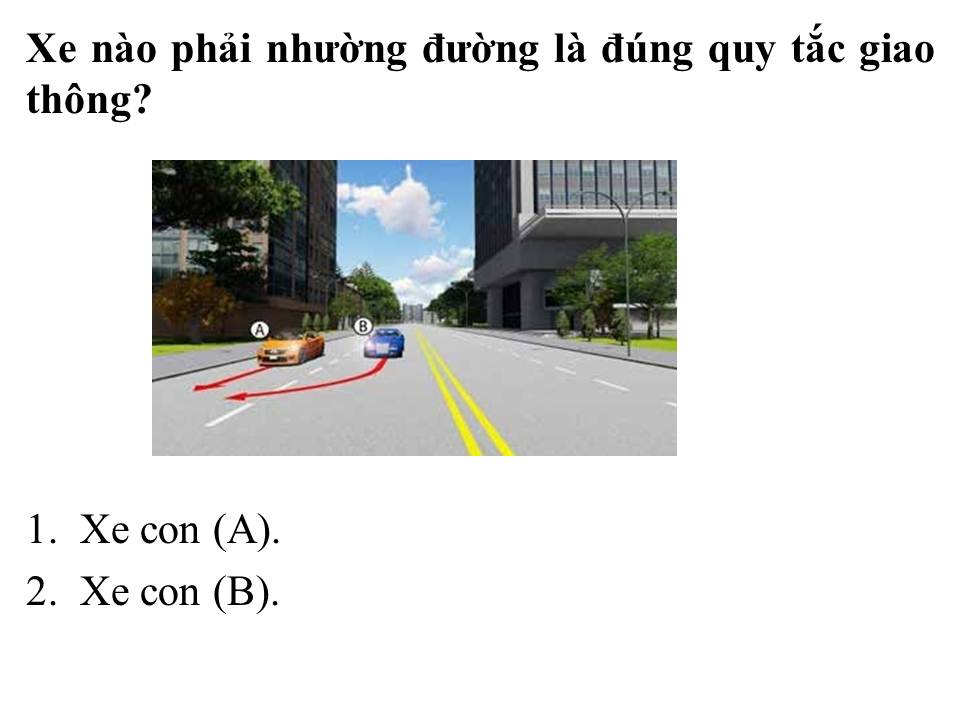 Xe nào phải nhường đường là đúng quy tắc giao
thông?
A
B
1. Xe con (A).
2. Xe con (B).